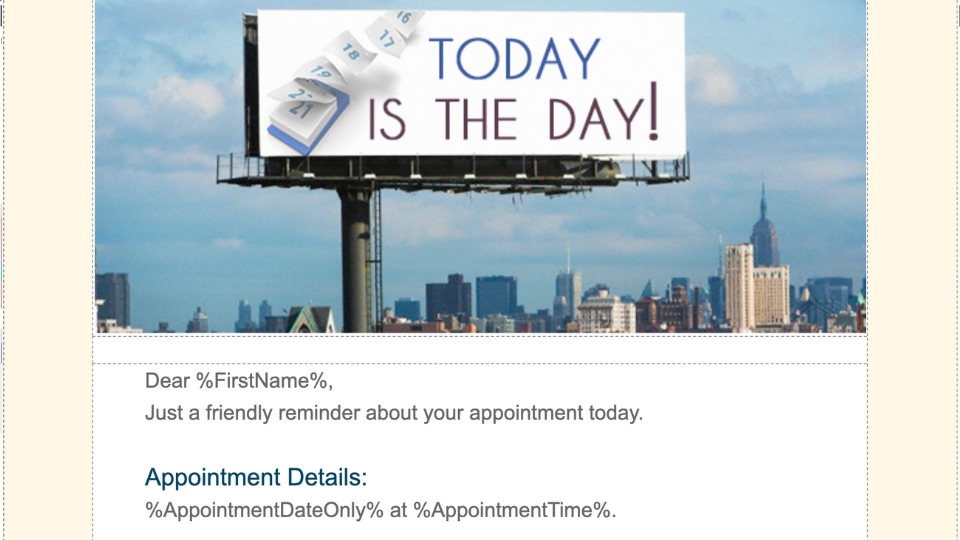 16
17
18
19
21
TODAY
IS THE DAY!
Dear %FirstName%,
Just a friendly reminder about your appointment today.
Appointment Details:
%AppointmentDateOnly% at %AppointmentTime%.